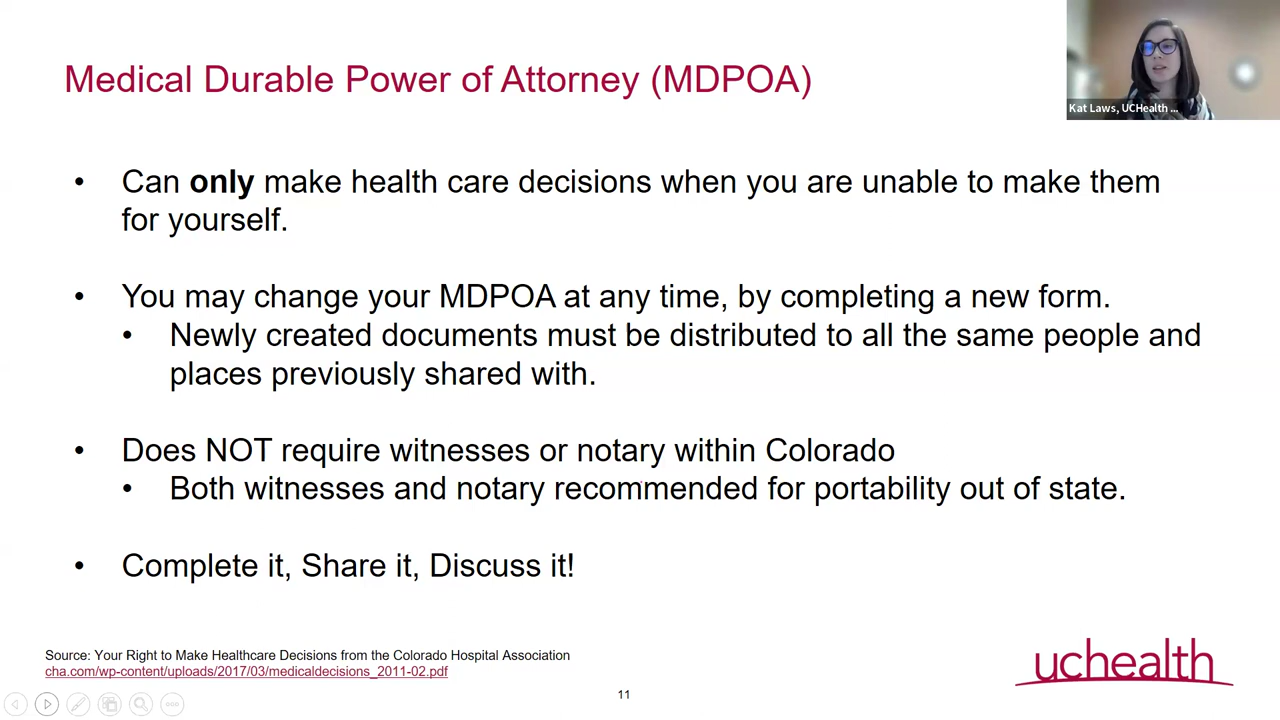 Medical Durable Power of Attorney (MDPOA)
Kat Laws, UCHealth ...
• Can only make health care decisions when you are unable to make them
for yourself.
• You may change your MDPOA at any time, by completing a new form.
• Newly created documents must be distributed to all the same people and
places previously shared with.
• Does NOT require witnesses or notary within Colorado
• Both witnesses and notary recommended for portability out of state.
• Complete it, Share it, Discuss it!
Source: Your Right to Make Healthcare Decisions from the Colorado Hospital Association
cha.com/wp-content/uploads/2017/03/medicaldecisions_2011-02.pdf
uchealth
11